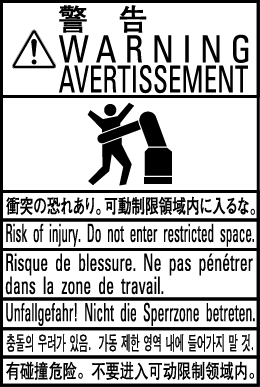 警告
WARNING
AVERTISSEMENT
衝突の恐れあり。可動制限領域内に入るな。
Risk of injury. Do not enter restricted space.
Risque de blessure. Ne pas pénétrer
dans la zone de travail.
Unfallgefahr! Nicht die Sperrzone betreten.
충돌의 우려가 있음. 가동 제한 영역 내에 들어가지 말 것.
有碰撞危险。不要进入可动限制领域内。